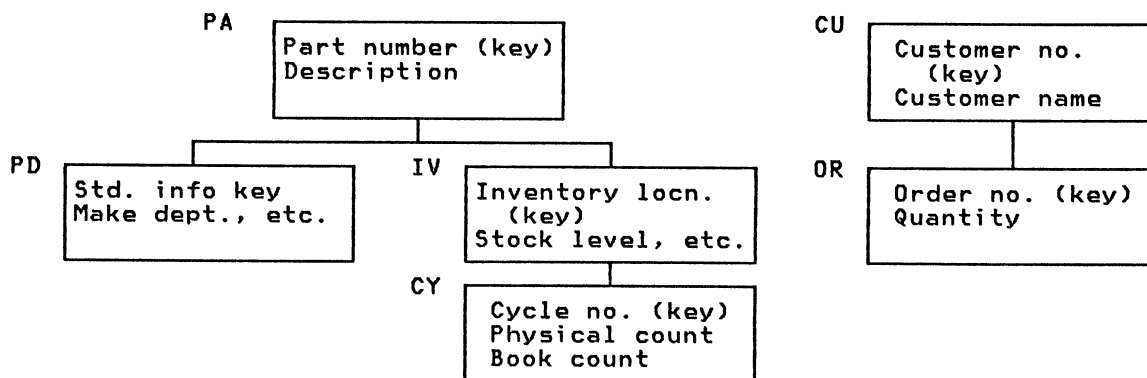 PA
Part number (key)
Description
CU
Customer no.
(key)
Customer name
PD
Std. info key
Make dept., etc.
IV
Inventory locn.
(key)
Stock level, etc.
OR
Order no. (key)
Quantity
CY
Cycle no. (key)
Physical count
Book count